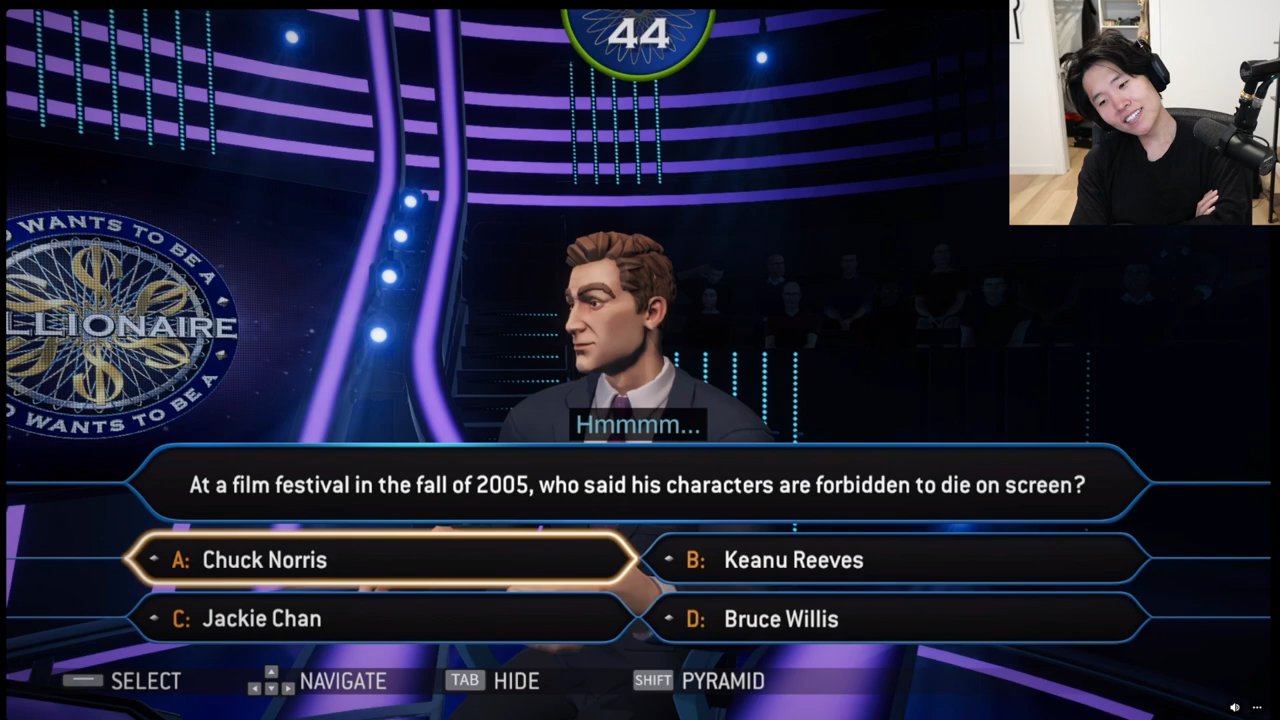 44
WANTS TO BE A
LLIONAIRE
WANTS TO BE A
Hmmmm...
At a film festival in the fall of 2005, who said his characters are forbidden to die on screen?
A: Chuck Norris
B: Keanu Reeves
C: Jackie Chan
D: Bruce Willis
SELECT
NAVIGATE
TAB HIDE
SHIFT PYRAMID